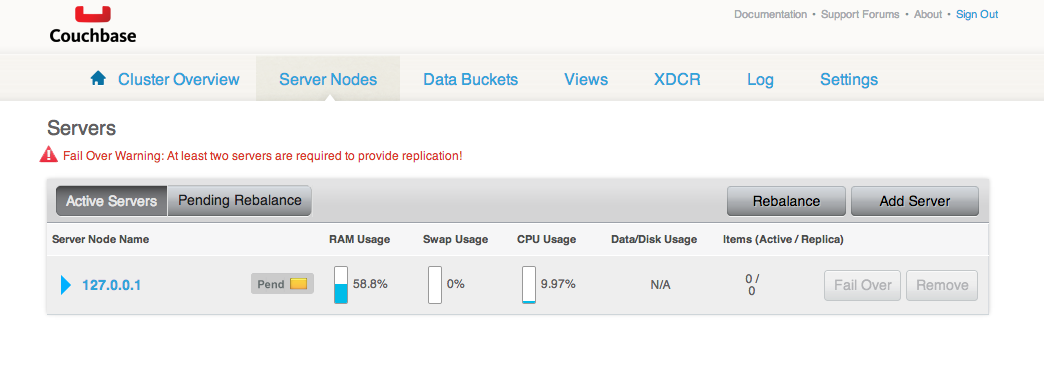 Couchbase
Documentation • Support Forums • About • Sign Out
Cluster Overview Server Nodes Data Buckets Views XDCR Log Settings
Servers
Fail Over Warning: At least two servers are required to provide replication!
Active Servers Pending Rebalance Rebalance Add Server
Server Node Name RAM Usage Swap Usage CPU Usage Data/Disk Usage Items (Active / Replica)
127.0.0.1 Pend 58.8% 0% 9.97% N/A 0 / Fail Over Remove
0